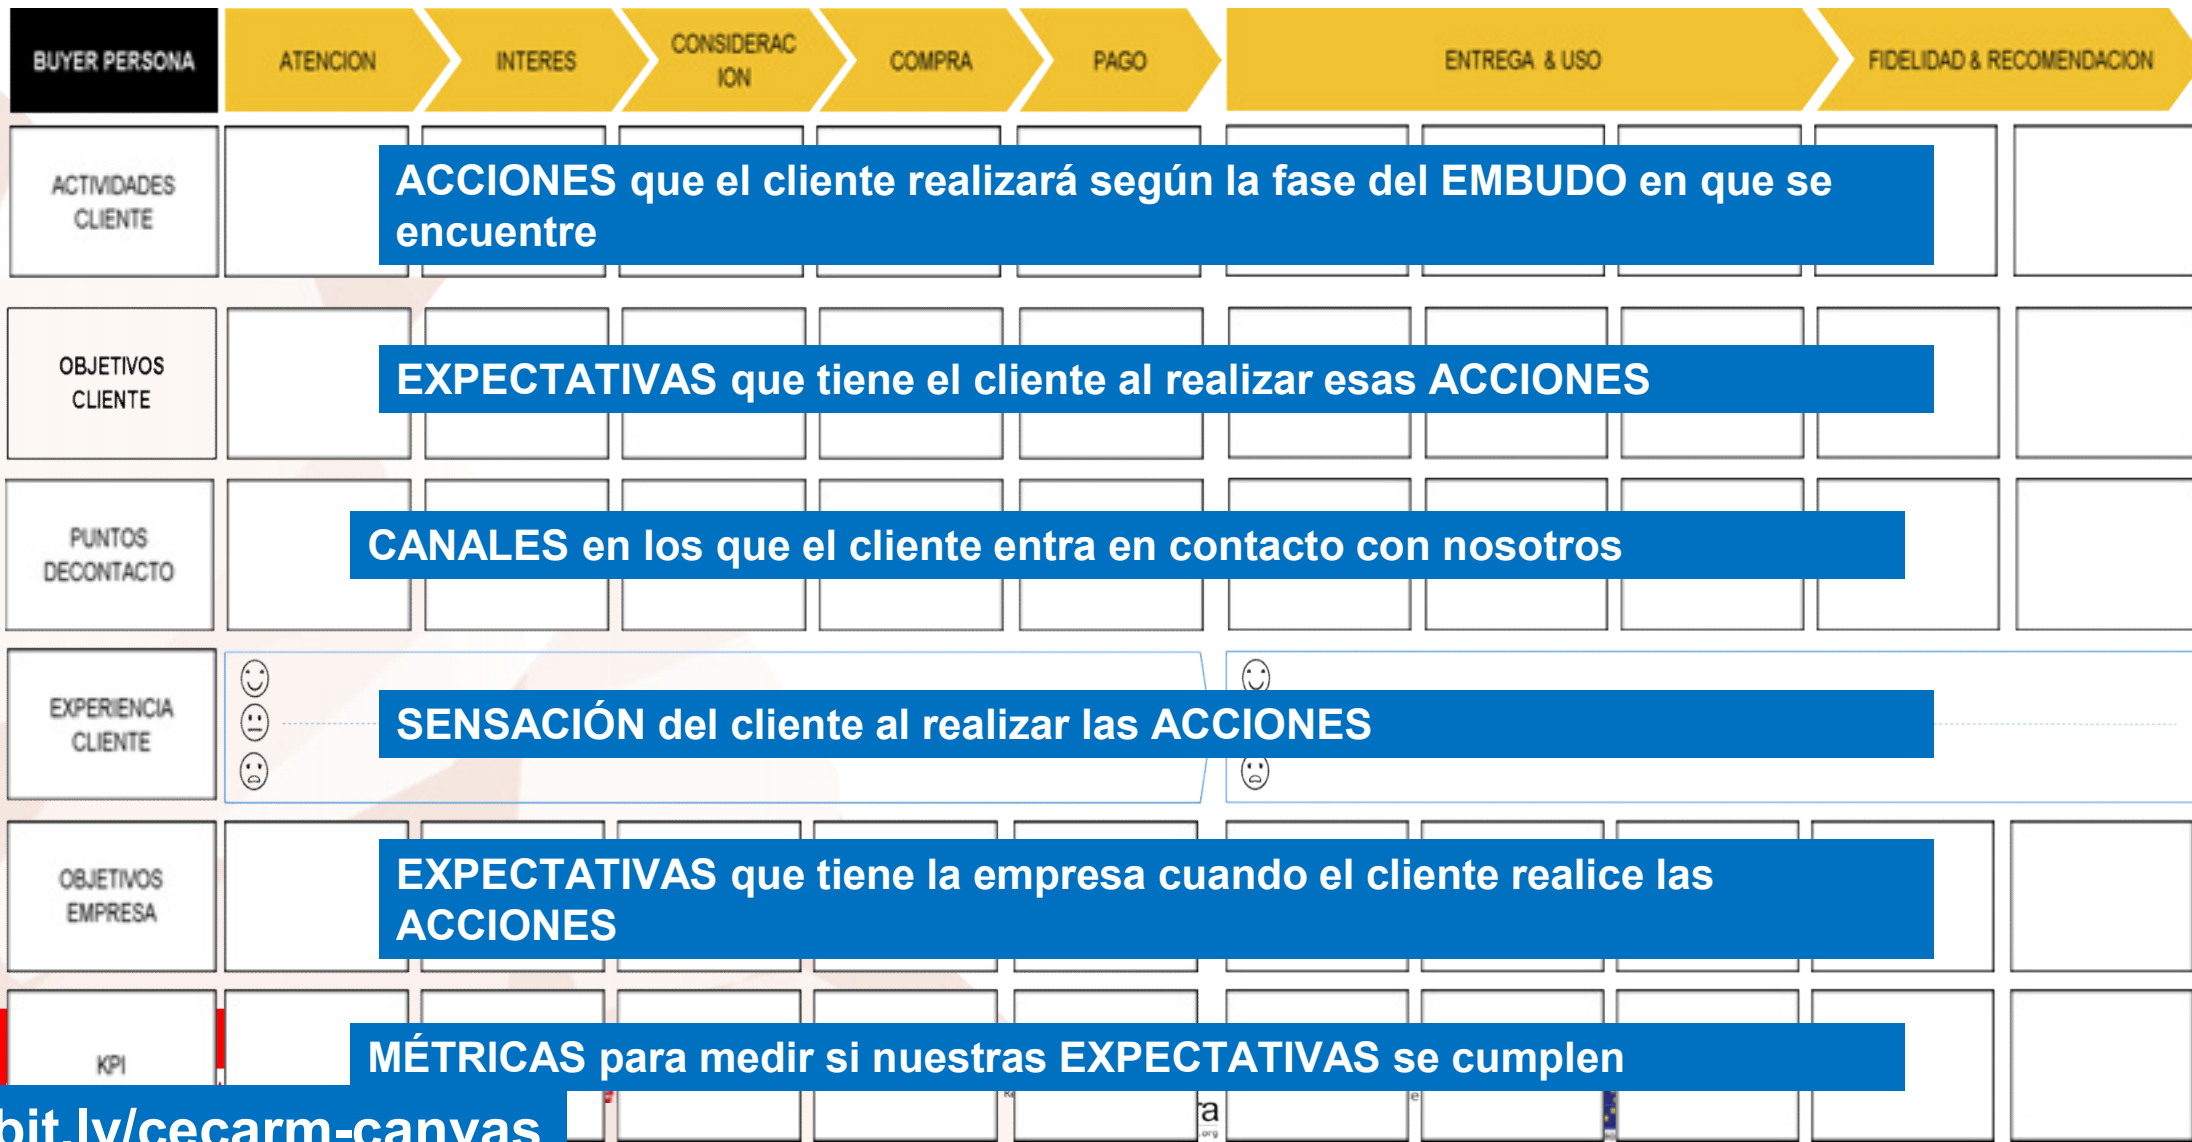 BUYER PERSONA
ATENCION
INTERES
CONSIDERAC
ION
COMPRA
PAGO
ENTREGA & USO
FIDELIDAD & RECOMENDACION
ACTIVIDADES
CLIENTE
ACCIONES que el cliente realizará según la fase del EMBUDO en que se
encuentre
OBJETIVOS
CLIENTE
EXPECTATIVAS que tiene el cliente al realizar esas ACCIONES
PUNTOS
DECONTACTO
CANALES en los que el cliente entra en contacto con nosotros
EXPERIENCIA
CLIENTE
SENSACIÓN del cliente al realizar las ACCIONES
OBJETIVOS
EMPRESA
EXPECTATIVAS que tiene la empresa cuando el cliente realice las
ACCIONES
KPI
MÉTRICAS para medir si nuestras EXPECTATIVAS se cumplen
bit.ly/cecarm-canvas
ra
.org